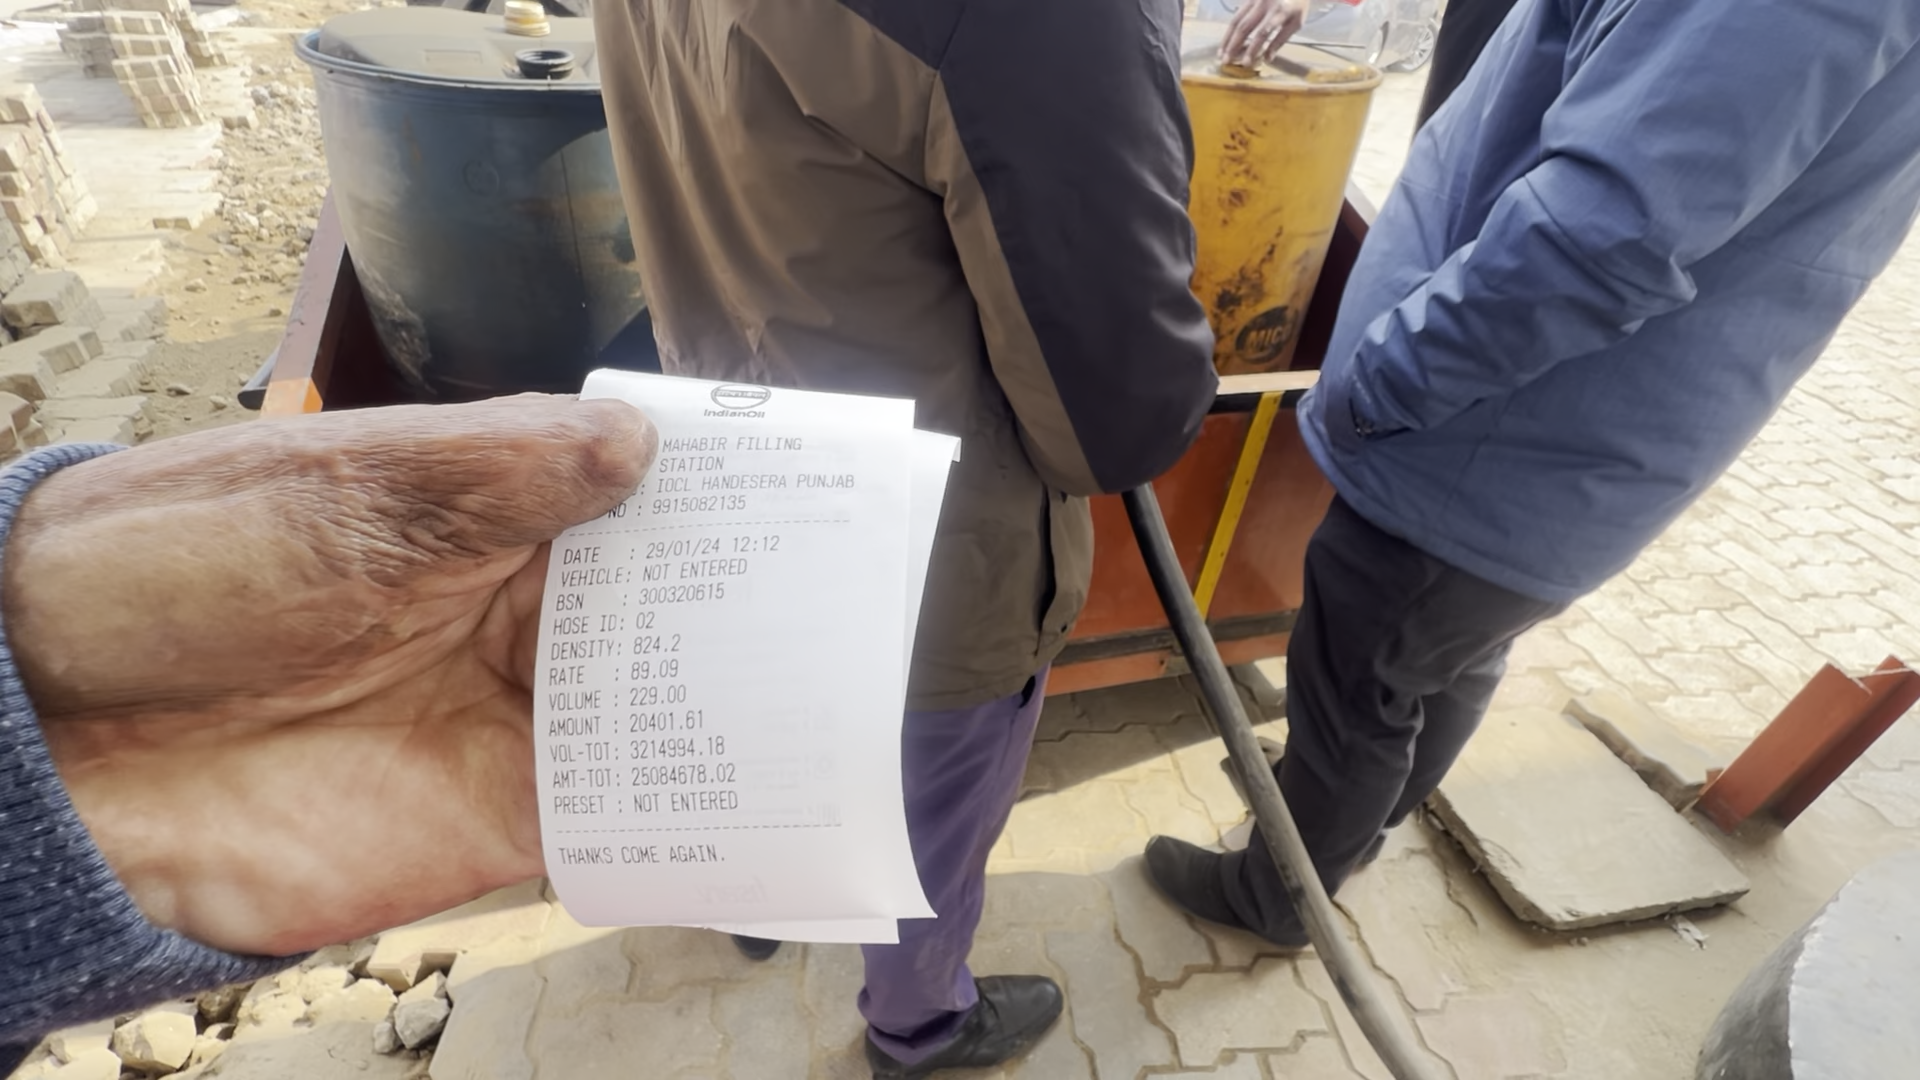 IndianOil
MAHABIR FILLING
STATION
: IOCL HANDESERA PUNJAB
NO : 9915082135
DATE : 29/01/24 12:12
VEHICLE: NOT ENTERED
BSN : 300320615
HOSE ID: 02
DENSITY: 824.2
RATE : 89.09
VOLUME : 229.00
AMOUNT : 20401.61
VOL-TOT: 3214994.18
AMT-TOT: 25084678.02
PRESET : NOT ENTERED
THANKS COME AGAIN.